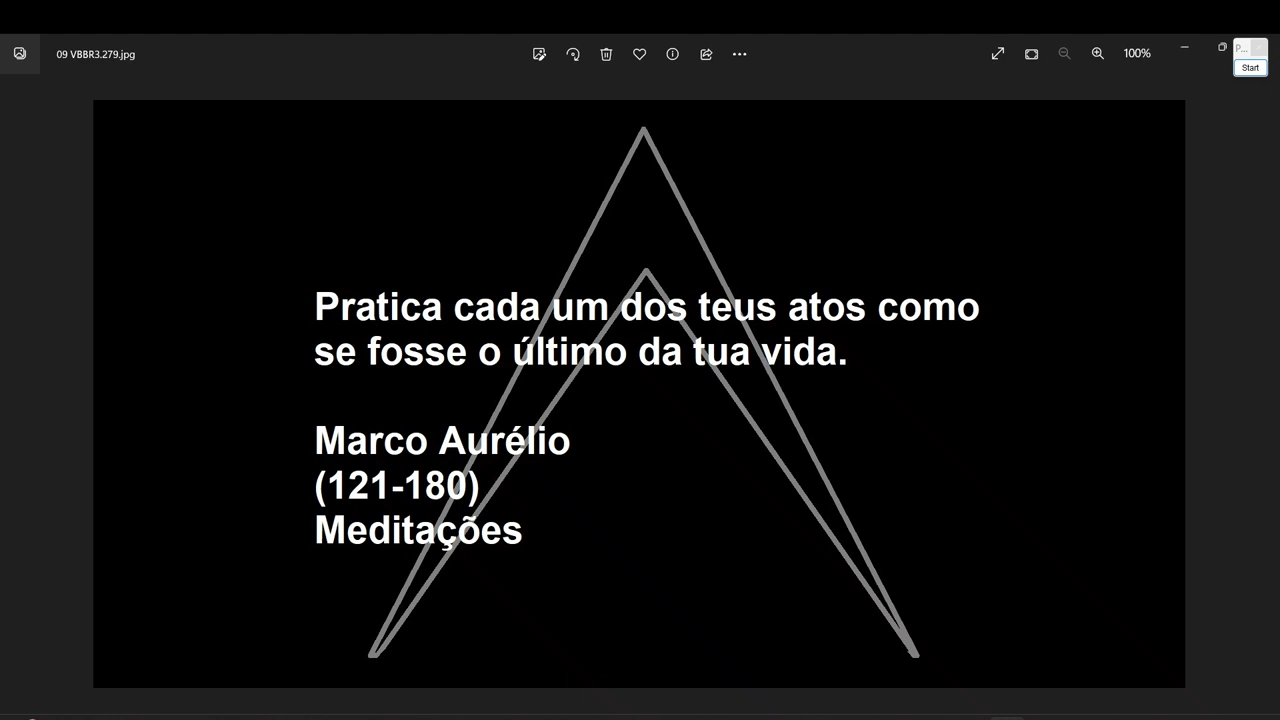 09 VBBR3.279.jpg
100%
P...
Start
Pratica cada um dos teus atos como
se fosse o último da tua vida.
Marco Aurélio
(121-180)
Meditações